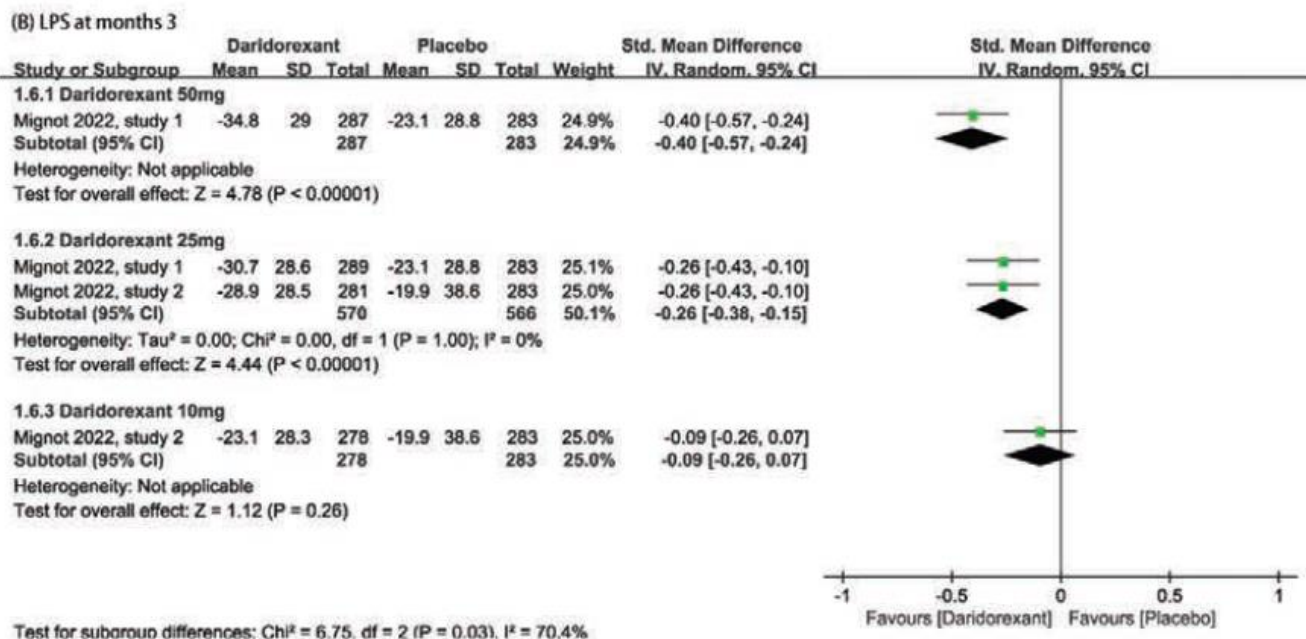 (B) LPS at months 3
Daridorexant Placebo Std. Mean Difference Std. Mean Difference
Study or Subgroup Mean SD Total Mean SD Total Weight IV. Random. 95% CI IV. Random. 95% CI
1.6.1 Daridorexant 50mg
Mignot 2022, study 1 -34.8 29 287 -23.1 28.8 283 24.9% -0.40 [-0.57, -0.24]
Subtotal (95% CI) 287 283 24.9% -0.40 [-0.57, -0.24]
Heterogeneity: Not applicable
Test for overall effect: Z = 4.78 (P < 0.00001)
1.6.2 Daridorexant 25mg
Mignot 2022, study 1 -30.7 28.6 289 -23.1 28.8 283 25.1% -0.26 [-0.43, -0.10]
Mignot 2022, study 2 -28.9 28.5 281 -19.9 38.6 283 25.0% -0.26 [-0.43, -0.10]
Subtotal (95% CI) 570 566 50.1% -0.26 [-0.38, -0.15]
Heterogeneity: Tau² = 0.00; Chi² = 0.00, df = 1 (P = 1.00); I² = 0%
Test for overall effect: Z = 4.44 (P < 0.00001)
1.6.3 Daridorexant 10mg
Mignot 2022, study 2 -23.1 28.3 278 -19.9 38.6 283 25.0% -0.09 [-0.26, 0.07]
Subtotal (95% CI) 278 283 25.0% -0.09 [-0.26, 0.07]
Heterogeneity: Not applicable
Test for overall effect: Z = 1.12 (P = 0.26)
-1 -0.5 0 0.5 1
Favours [Daridorexant] Favours [Placebo]
Test for subgroup differences: Chi² = 6.75, df = 2 (P = 0.03), I² = 70.4%